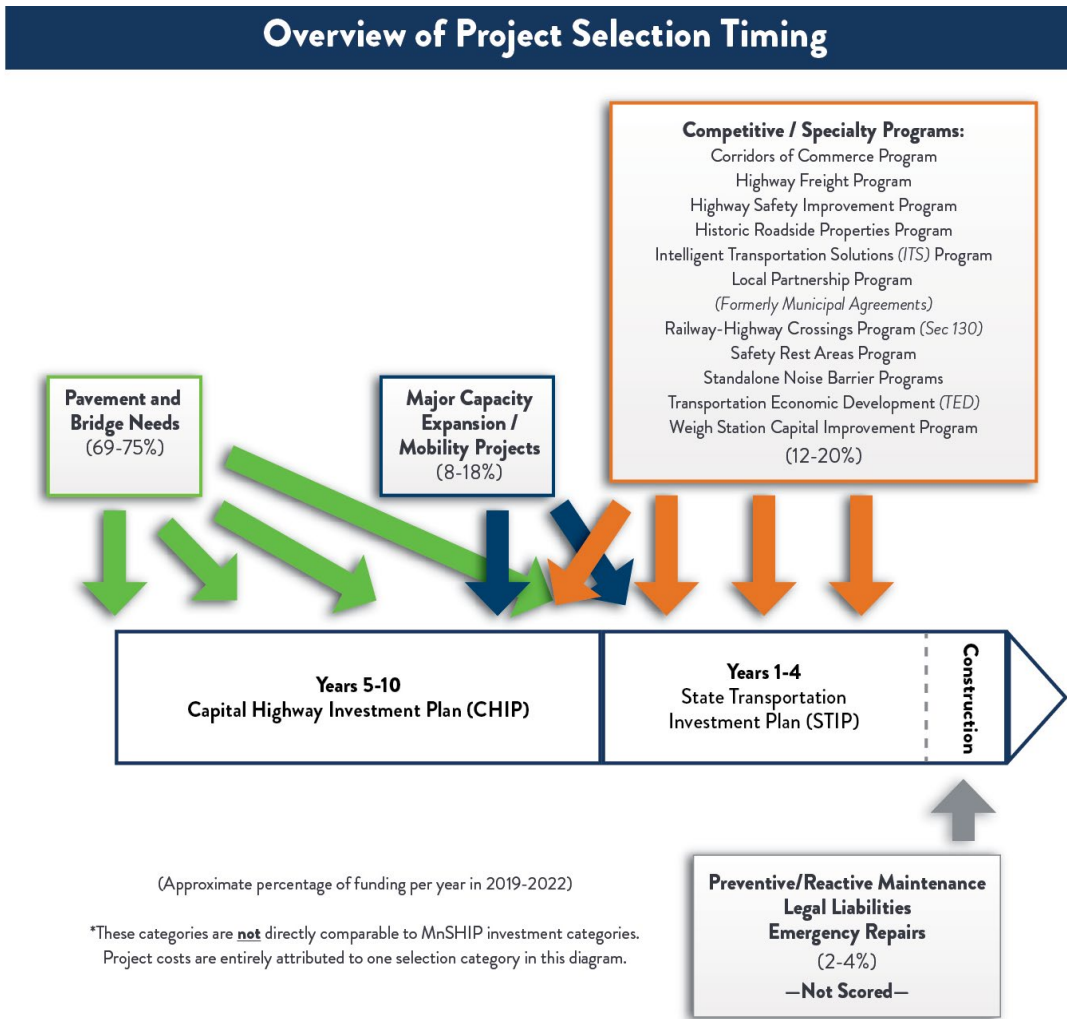 Overview of Project Selection Timing
Competitive / Specialty Programs:
Corridors of Commerce Program
Highway Freight Program
Highway Safety Improvement Program
Historic Roadside Properties Program
Intelligent Transportation Solutions (ITS) Program
Local Partnership Program
(Formerly Municipal Agreements)
Railway-Highway Crossings Program (Sec 130)
Safety Rest Areas Program
Standalone Noise Barrier Programs
Transportation Economic Development (TED)
Weigh Station Capital Improvement Program
(12-20%)
Pavement and
Bridge Needs
(69-75%)
Major Capacity
Expansion /
Mobility Projects
(8-18%)
Years 5-10
Capital Highway Investment Plan (CHIP)
Years 1-4
State Transportation
Investment Plan (STIP)
Construction
(Approximate percentage of funding per year in 2019-2022)
*These categories are not directly comparable to MnSHIP investment categories.
Project costs are entirely attributed to one selection category in this diagram.
Preventive/Reactive Maintenance
Legal Liabilities
Emergency Repairs
(2-4%)
—Not Scored—